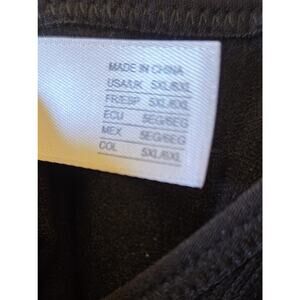 MADE IN CHINA
USA/UK 5XL/6XL
FR/ESP 5XL/6XL
ECU 5EG/6EG
MEX 5EG/6EG
COL 5XL/6XL